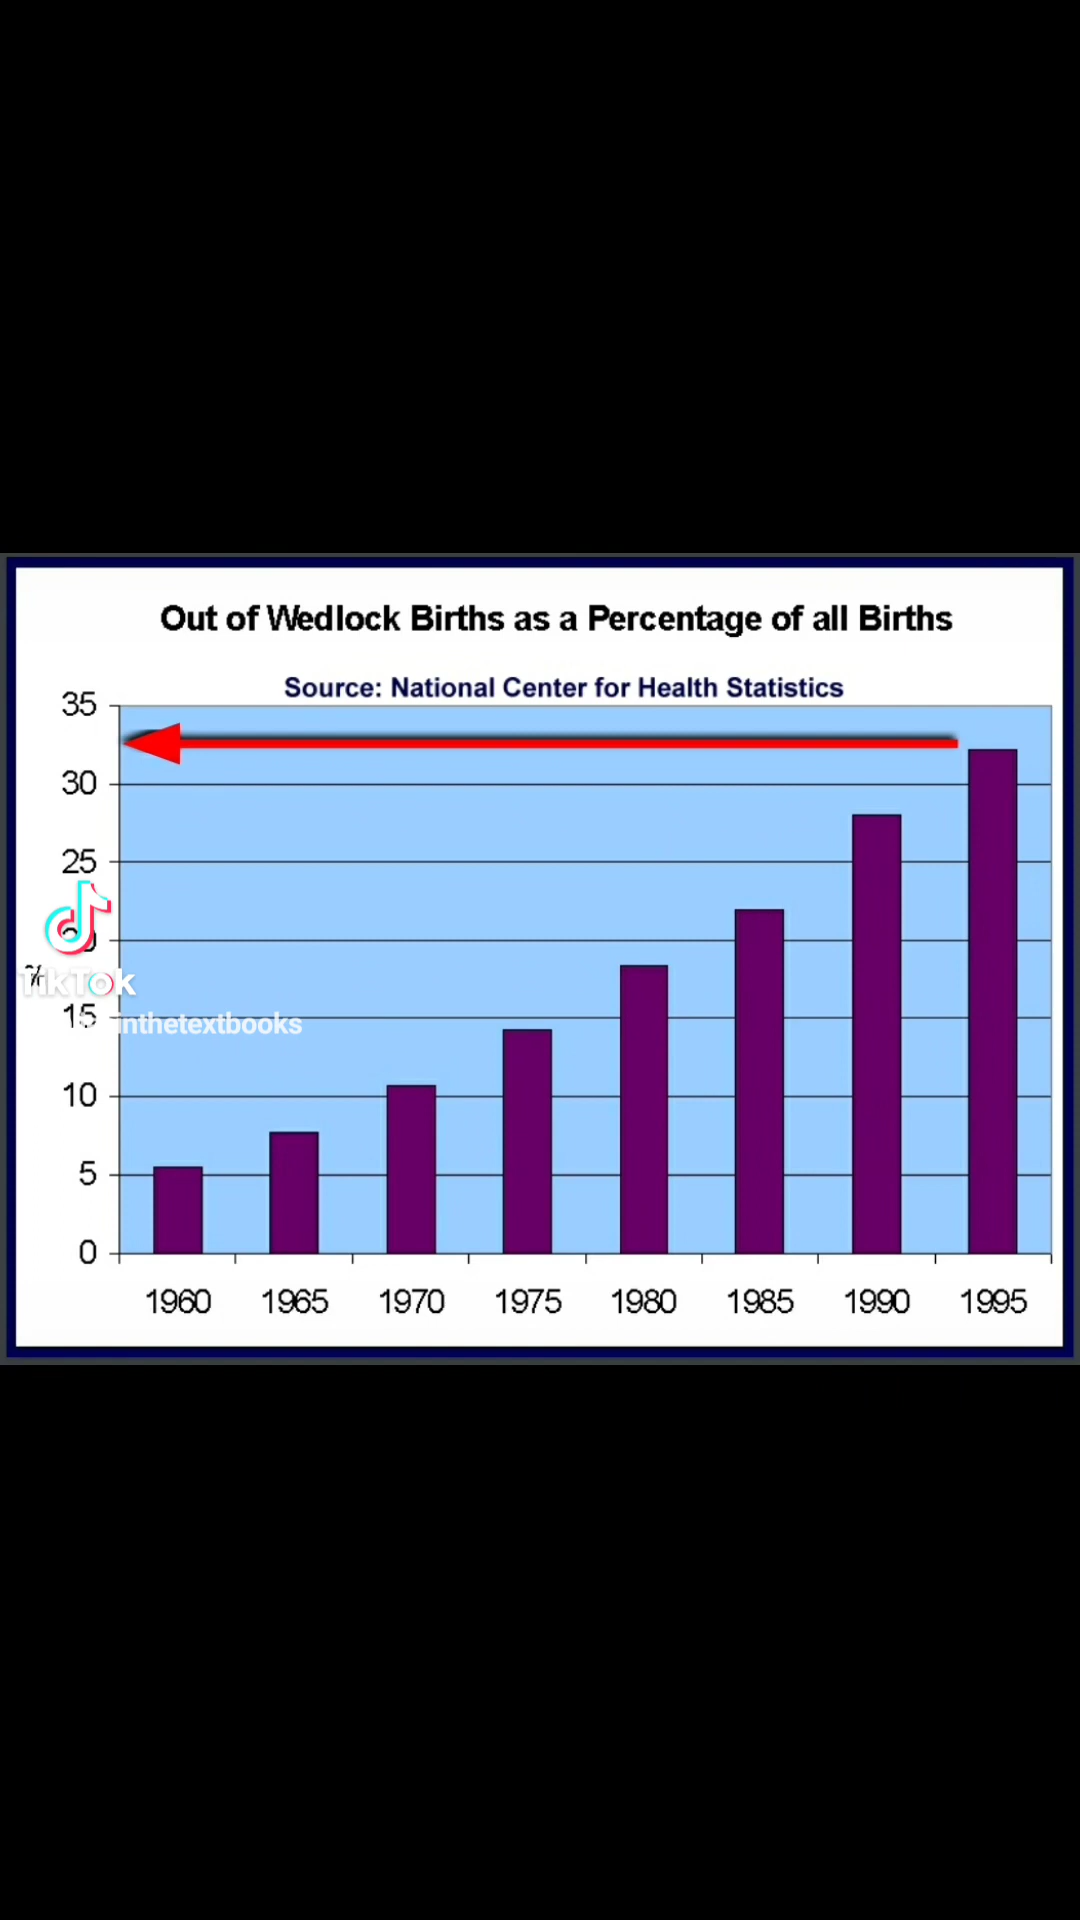 Out of Wedlock Births as a Percentage of all Births
Source: National Center for Health Statistics
35
30
25
15
10
5
0
%
TikTok
inthetextbooks
1960 1965 1970 1975 1980 1985 1990 1995